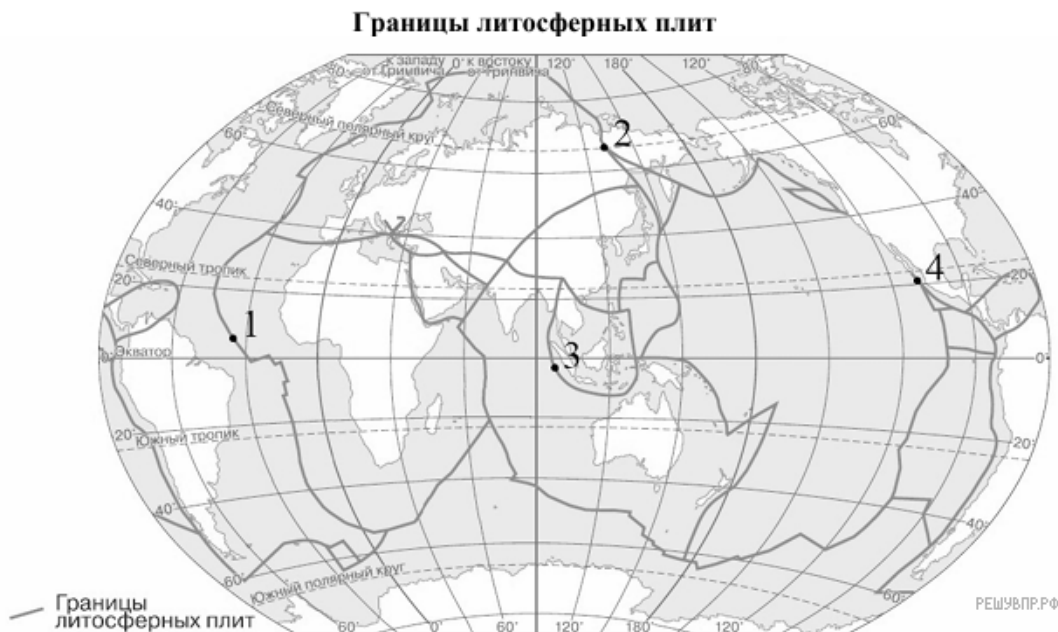 Границы литосферных плит
к западу 0° к востоку
от Гринвича от Гринвича
120° 180° 120° 80°
80°
Северный полярный круг
60° 60°
2
40° 40°
Северный тропик
20° 20°
4
1
0° Экватор 0°
3
20° 20°
Южный тропик
40° 40°
60° 60°
Южный полярный круг
60° 0° 60° 120° 180° 120°
Границы
литосферных плит
РЕШУВПР.РФ